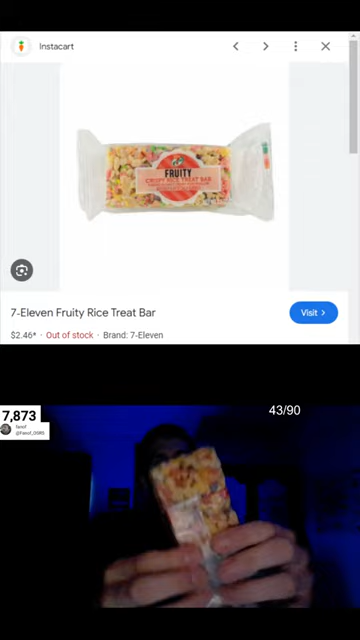 Instacart
FRUITY
CRISPY RICE TREAT BAR
7-Eleven Fruity Rice Treat Bar
Visit
$2.46* · Out of stock · Brand: 7-Eleven
7,873
43/90
fanof